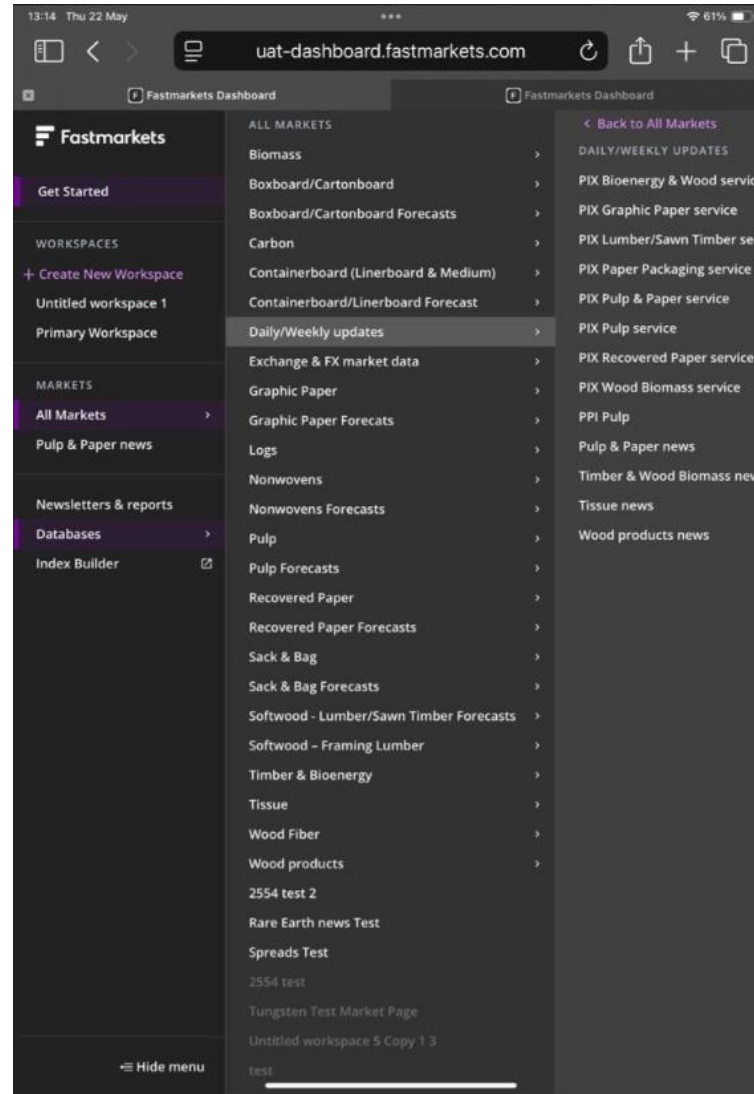 13:14 Thu 22 May
61%
uat-dashboard.fastmarkets.com
Fastmarkets Dashboard
Fastmarkets Dashboard
Fastmarkets
Get Started
WORKSPACES
+ Create New Workspace
Untitled workspace 1
Primary Workspace
MARKETS
All Markets
Pulp & Paper news
Newsletters & reports
Databases
Index Builder
Hide menu
ALL MARKETS
Biomass
Boxboard/Cartonboard
Boxboard/Cartonboard Forecasts
Carbon
Containerboard (Linerboard & Medium)
Containerboard/Linerboard Forecast
Daily/Weekly updates
Exchange & FX market data
Graphic Paper
Graphic Paper Forecats
Logs
Nonwovens
Nonwovens Forecasts
Pulp
Pulp Forecasts
Recovered Paper
Recovered Paper Forecasts
Sack & Bag
Sack & Bag Forecasts
Softwood - Lumber/Sawn Timber Forecasts
Softwood – Framing Lumber
Timber & Bioenergy
Tissue
Wood Fiber
Wood products
2554 test 2
Rare Earth news Test
Spreads Test
2554 test
Tungsten Test Market Page
Untitled workspace 5 Copy 1 3
test
< Back to All Markets
DAILY/WEEKLY UPDATES
PIX Bioenergy & Wood servic
PIX Graphic Paper service
PIX Lumber/Sawn Timber se
PIX Paper Packaging service
PIX Pulp & Paper service
PIX Pulp service
PIX Recovered Paper service
PIX Wood Biomass service
PPI Pulp
Pulp & Paper news
Timber & Wood Biomass nev
Tissue news
Wood products news